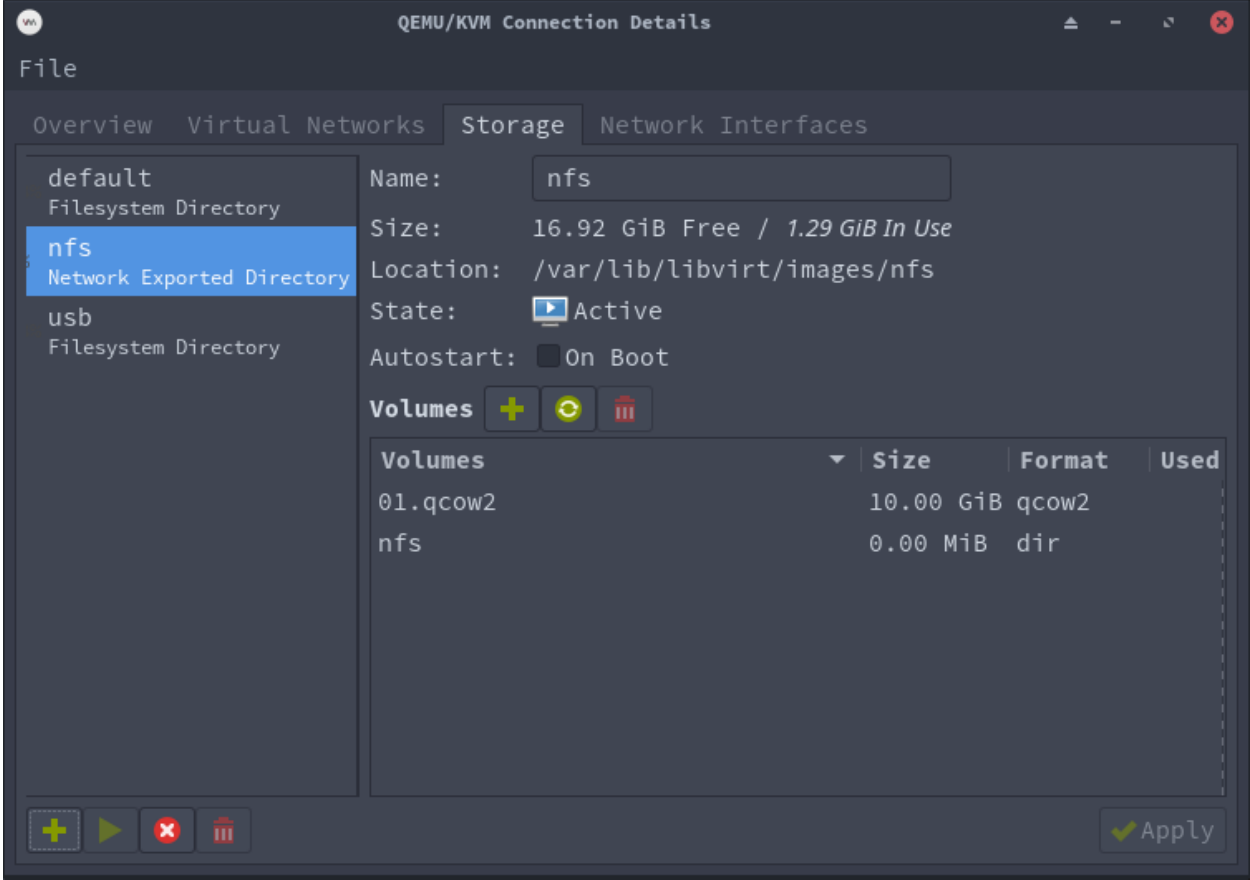 QEMU/KVM Connection Details
File
Overview Virtual Networks Storage Network Interfaces
default
Filesystem Directory
nfs
Network Exported Directory
usb
Filesystem Directory
Name: nfs
Size: 16.92 GiB Free / 1.29 GiB In Use
Location: /var/lib/libvirt/images/nfs
State: Active
Autostart: On Boot
Volumes
Volumes Size Format Used
01.qcow2 10.00 GiB qcow2
nfs 0.00 MiB dir
Apply